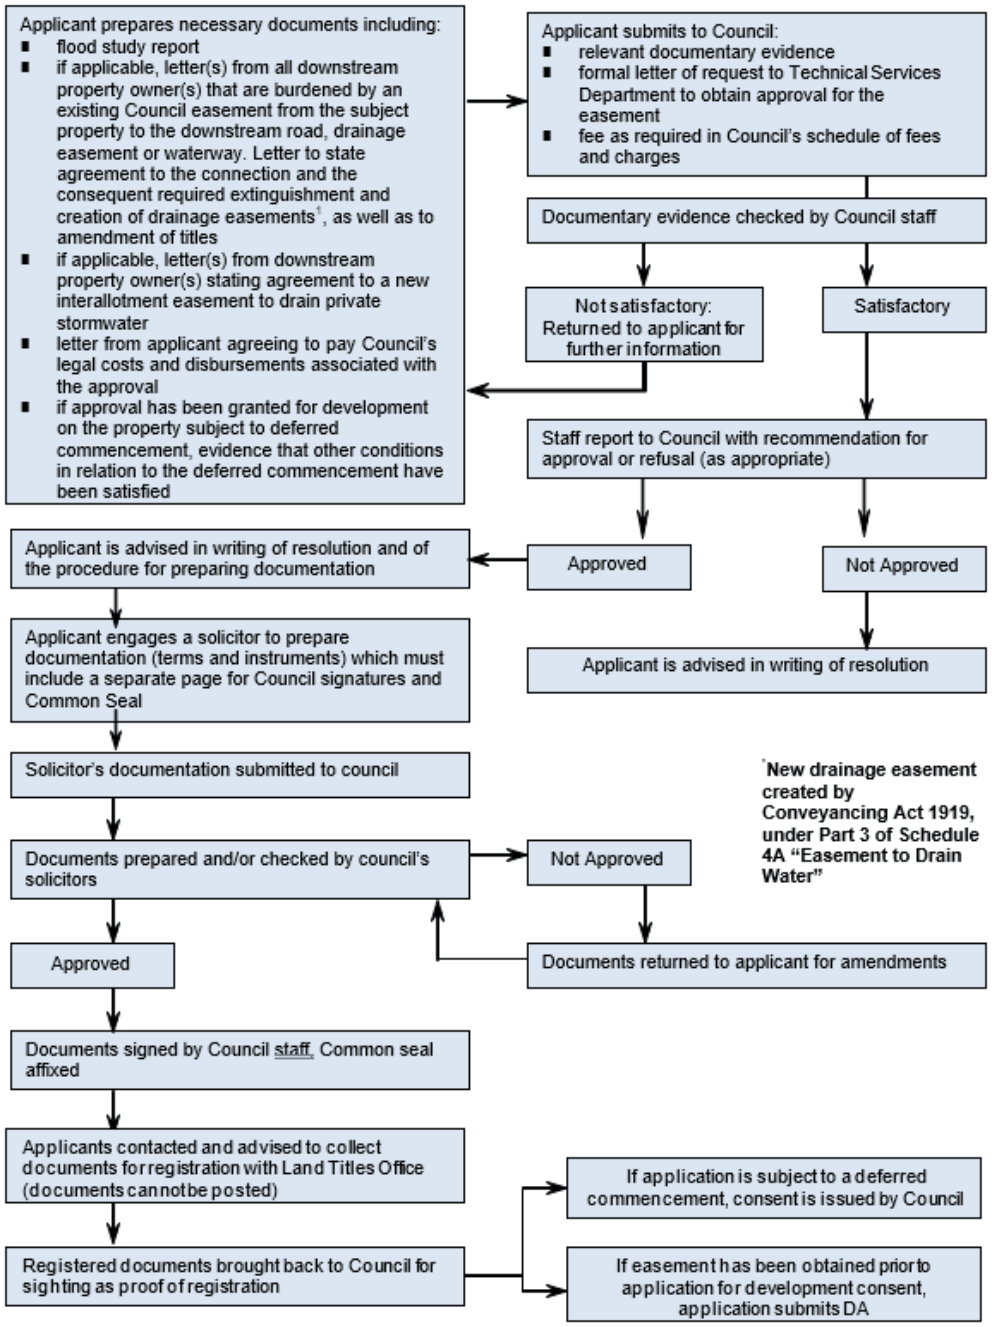 Applicant prepares necessary documents including:
▪ flood study report
▪ if applicable, letter(s) from all downstream
property owner(s) that are burdened by an
existing Council easement from the subject
property to the downstream road, drainage
easement or waterway. Letter to state
agreement to the connection and the
consequent required extinguishment and
creation of drainage easements¹, as well as to
amendment of titles
▪ if applicable, letter(s) from downstream
property owner(s) stating agreement to a new
interallotment easement to drain private
stormwater
▪ letter from applicant agreeing to pay Council's
legal costs and disbursements associated with
the approval
▪ if approval has been granted for development
on the property subject to deferred
commencement, evidence that other conditions
in relation to the deferred commencement have
been satisfied
Applicant submits to Council:
▪ relevant documentary evidence
▪ formal letter of request to Technical Services
Department to obtain approval for the
easement
▪ fee as required in Council's schedule of fees
and charges
Documentary evidence checked by Council staff
Not satisfactory:
Returned to applicant for
further information
Satisfactory
Staff report to Council with recommendation for
approval or refusal (as appropriate)
Approved
Not Approved
Applicant is advised in writing of resolution
Applicant is advised in writing of resolution and of
the procedure for preparing documentation
Applicant engages a solicitor to prepare
documentation (terms and instruments) which must
include a separate page for Council signatures and
Common Seal
Solicitor's documentation submitted to council
Documents prepared and/or checked by council's
solicitors
Not Approved
Documents returned to applicant for amendments
New drainage easement
created by
Conveyancing Act 1919,
under Part 3 of Schedule
4A “Easement to Drain
Water”
Approved
Documents signed by Council staff, Common seal
affixed
Applicants contacted and advised to collect
documents for registration with Land Titles Office
(documents cannot be posted)
Registered documents brought back to Council for
sighting as proof of registration
If application is subject to a deferred
commencement, consent is issued by Council
If easement has been obtained prior to
application for development consent,
application submits DA